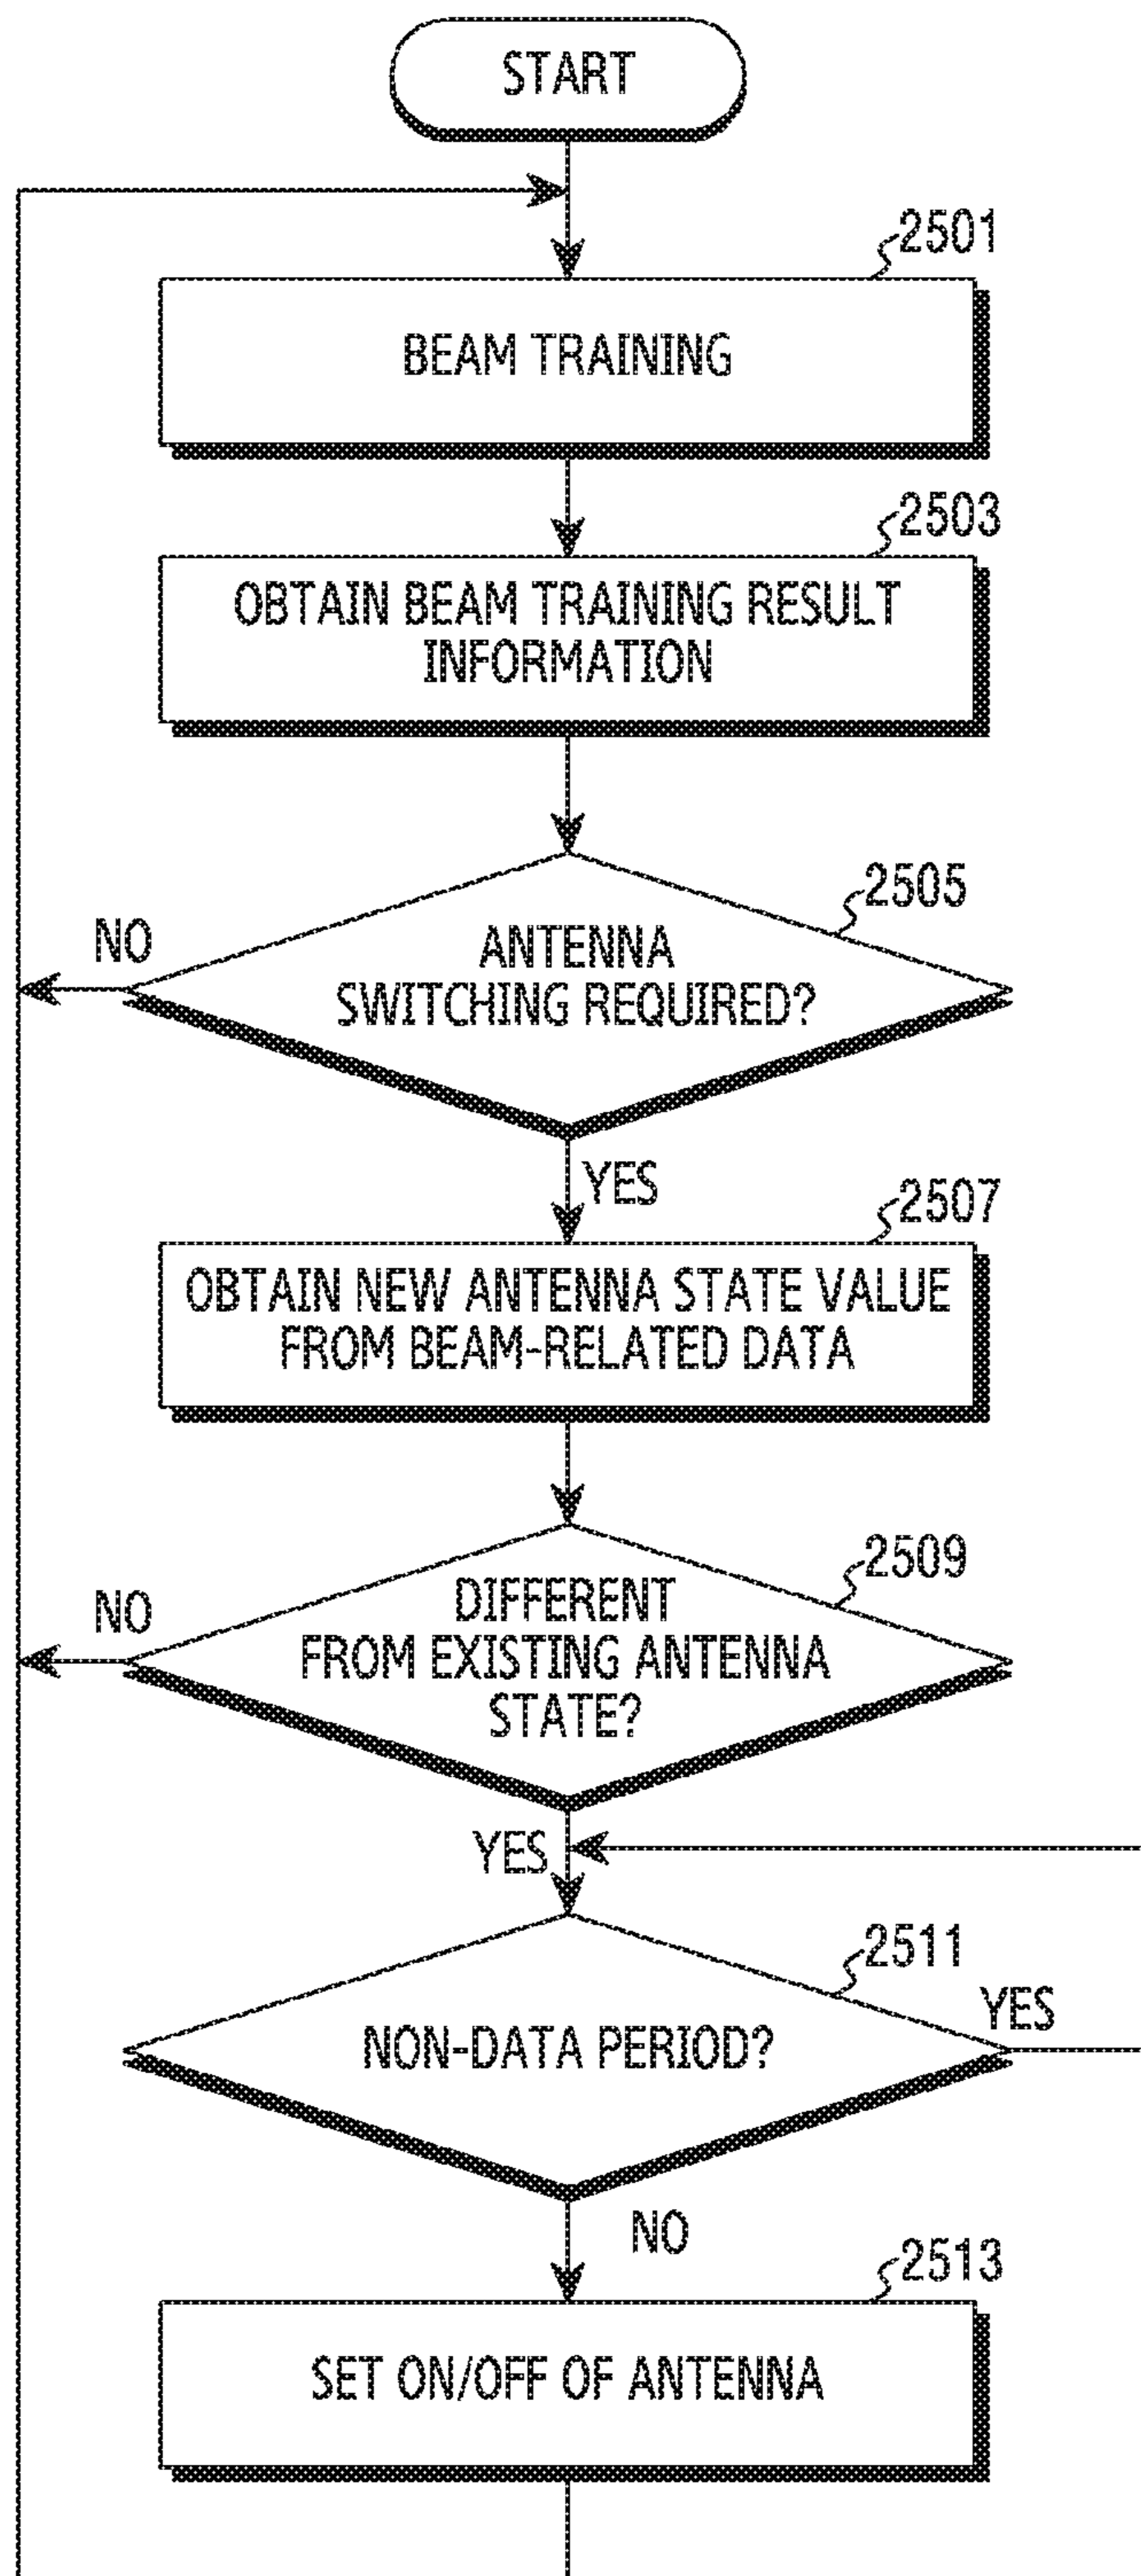 START
2501
BEAM TRAINING
2503
OBTAIN BEAM TRAINING RESULT
INFORMATION
2505
NO
ANTENNA
SWITCHING REQUIRED?
YES
2507
OBTAIN NEW ANTENNA STATE VALUE
FROM BEAM-RELATED DATA
2509
NO
DIFFERENT
FROM EXISTING ANTENNA
STATE?
YES
2511
YES
NON-DATA PERIOD?
NO
2513
SET ON/OFF OF ANTENNA